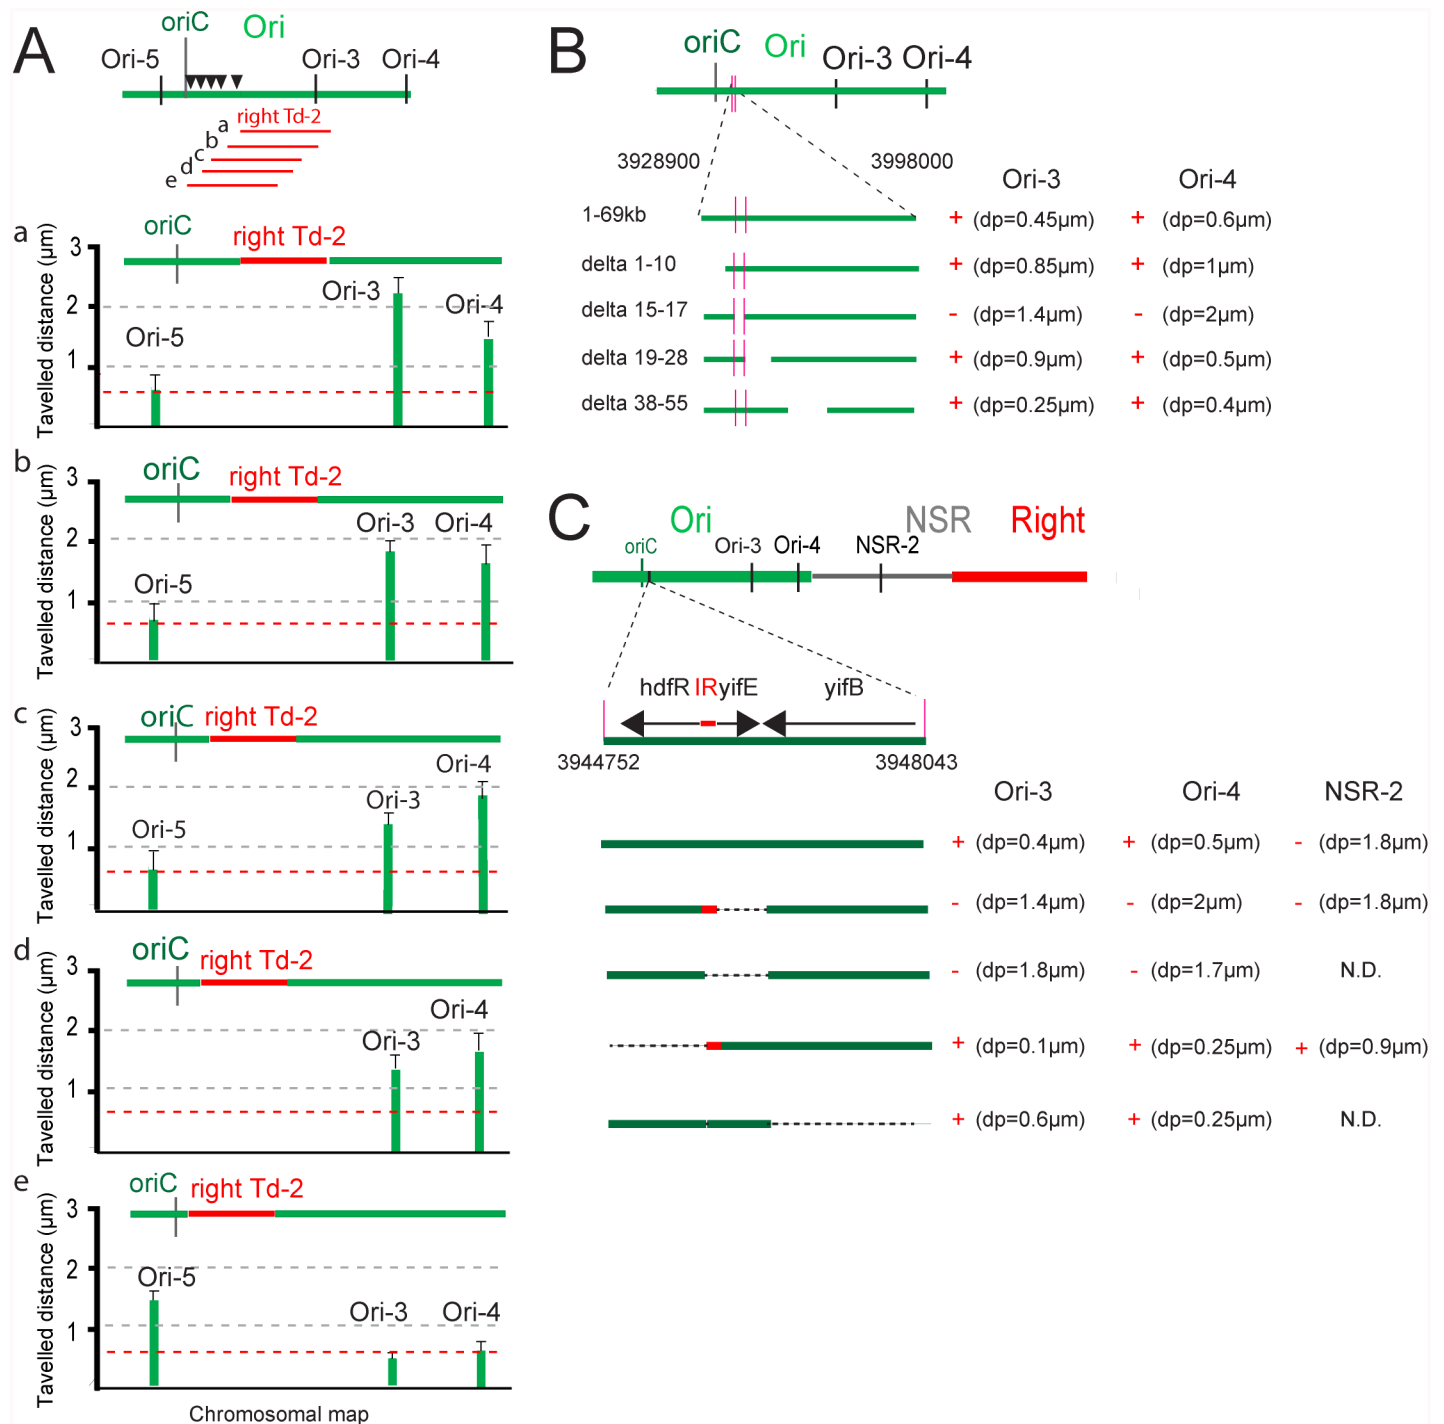 A
oriC Ori
Ori-5 Ori-3 Ori-4
right Td-2
a
b
c
d
e
a
Tavelled distance (µm)
3
2
1
oriC
right Td-2
Ori-5
Ori-3
Ori-4
b
Tavelled distance (µm)
3
2
1
oriC
right Td-2
Ori-5
Ori-3
Ori-4
c
Tavelled distance (µm)
3
2
1
oriC
right Td-2
Ori-5
Ori-3
Ori-4
d
Tavelled distance (µm)
3
2
1
oriC
right Td-2
Ori-3
Ori-4
e
Tavelled distance (µm)
3
2
1
oriC
right Td-2
Ori-5
Ori-3
Ori-4
Chromosomal map
B
oriC Ori Ori-3 Ori-4
3928900 3998000
Ori-3 Ori-4
1-69kb + (dp=0.45µm) + (dp=0.6µm)
delta 1-10 + (dp=0.85µm) + (dp=1µm)
delta 15-17 - (dp=1.4µm) - (dp=2µm)
delta 19-28 + (dp=0.9µm) + (dp=0.5µm)
delta 38-55 + (dp=0.25µm) + (dp=0.4µm)
C
Ori NSR Right
oriC Ori-3 Ori-4 NSR-2
hdfR IR yifE yifB
3944752 3948043
Ori-3 Ori-4 NSR-2
+ (dp=0.4µm) + (dp=0.5µm) - (dp=1.8µm)
- (dp=1.4µm) - (dp=2µm) - (dp=1.8µm)
- (dp=1.8µm) - (dp=1.7µm) N.D.
+ (dp=0.1µm) + (dp=0.25µm) + (dp=0.9µm)
+ (dp=0.6µm) + (dp=0.25µm) N.D.